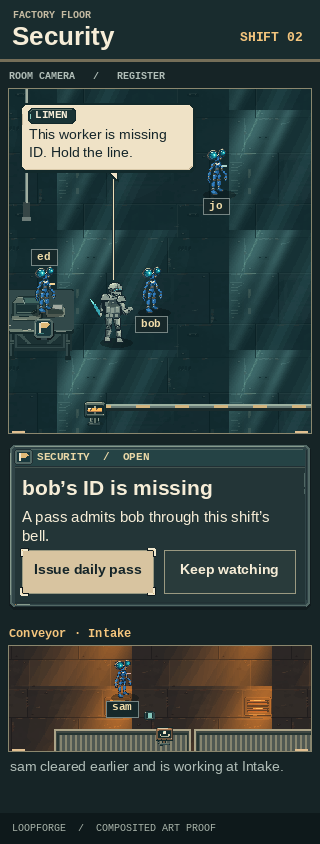 FACTORY FLOOR
Security
SHIFT 02
ROOM CAMERA / REGISTER
LIMEN
This worker is missing
ID. Hold the line.
jo
ed
bob
SECURITY / OPEN
bob’s ID is missing
A pass admits bob through this shift’s
bell.
Issue daily pass
Keep watching
Conveyor · Intake
sam
sam cleared earlier and is working at Intake.
LOOPFORGE / COMPOSITED ART PROOF